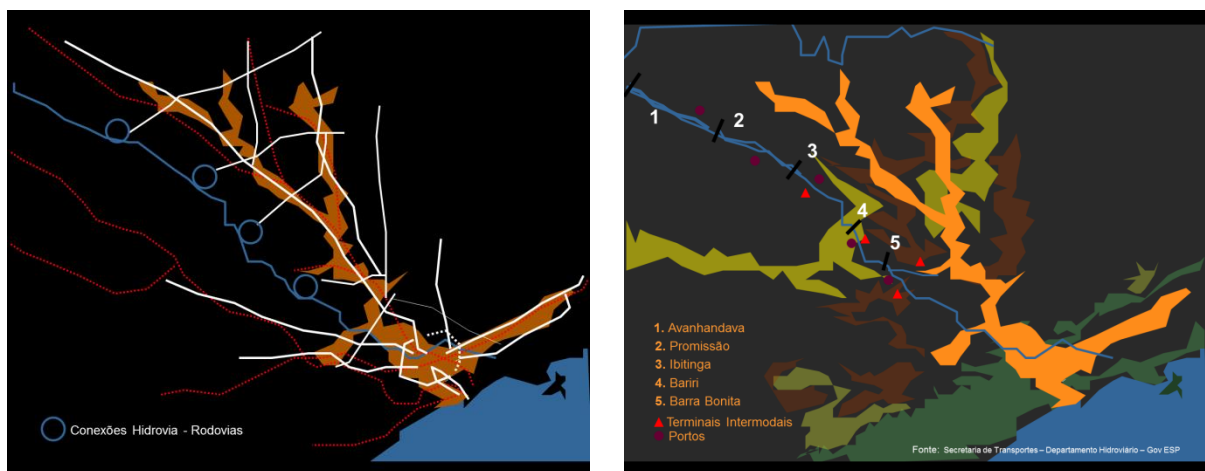 Conexões Hidrovia - Rodovias
1
2
3
4
5
1. Avanhandava
2. Promissão
3. Ibitinga
4. Bariri
5. Barra Bonita
Terminais Intermodais
Portos
Fonte: Secretaria de Transportes – Departamento Hidroviário – Gov ESP